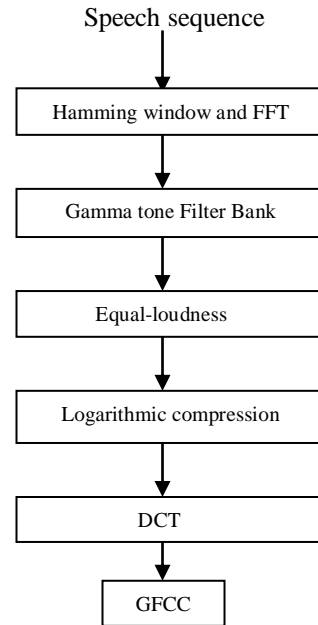 Speech sequence
Hamming window and FFT
Gamma tone Filter Bank
Equal-loudness
Logarithmic compression
DCT
GFCC